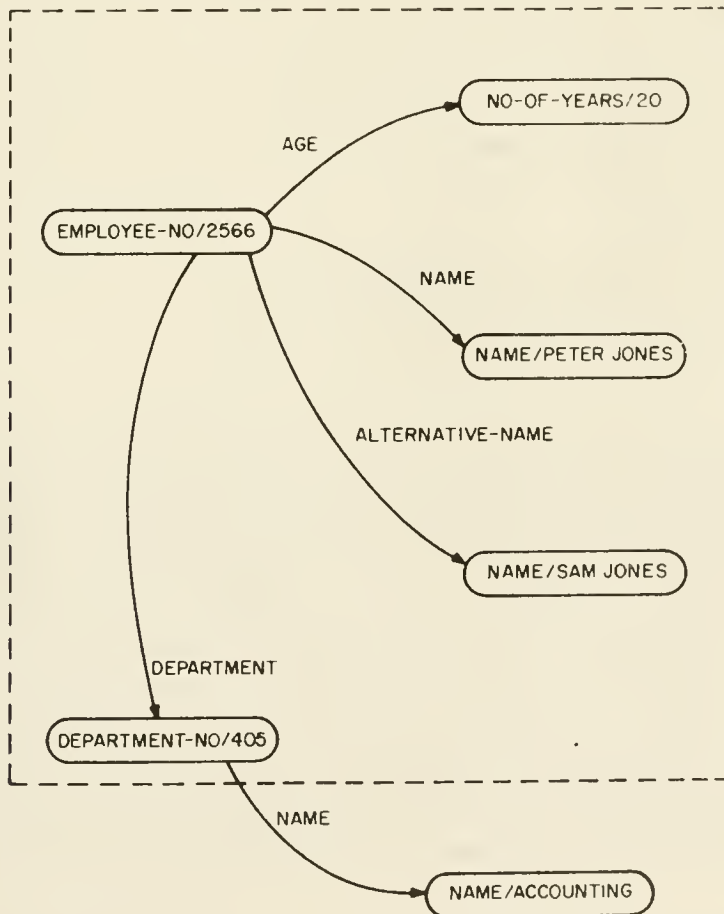 NO-OF-YEARS/20
AGE
EMPLOYEE-NO/2566
NAME
NAME/PETER JONES
ALTERNATIVE-NAME
NAME/SAM JONES
DEPARTMENT
DEPARTMENT-NO/405
NAME
NAME/ACCOUNTING